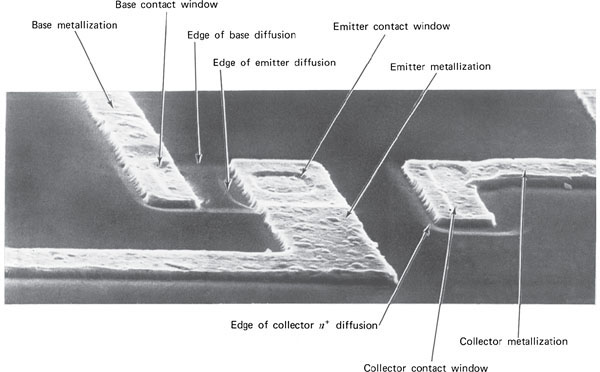 Base contact window
Base metallization
Edge of base diffusion
Emitter contact window
Edge of emitter diffusion
Emitter metallization
Edge of collector n⁺ diffusion
Collector metallization
Collector contact window